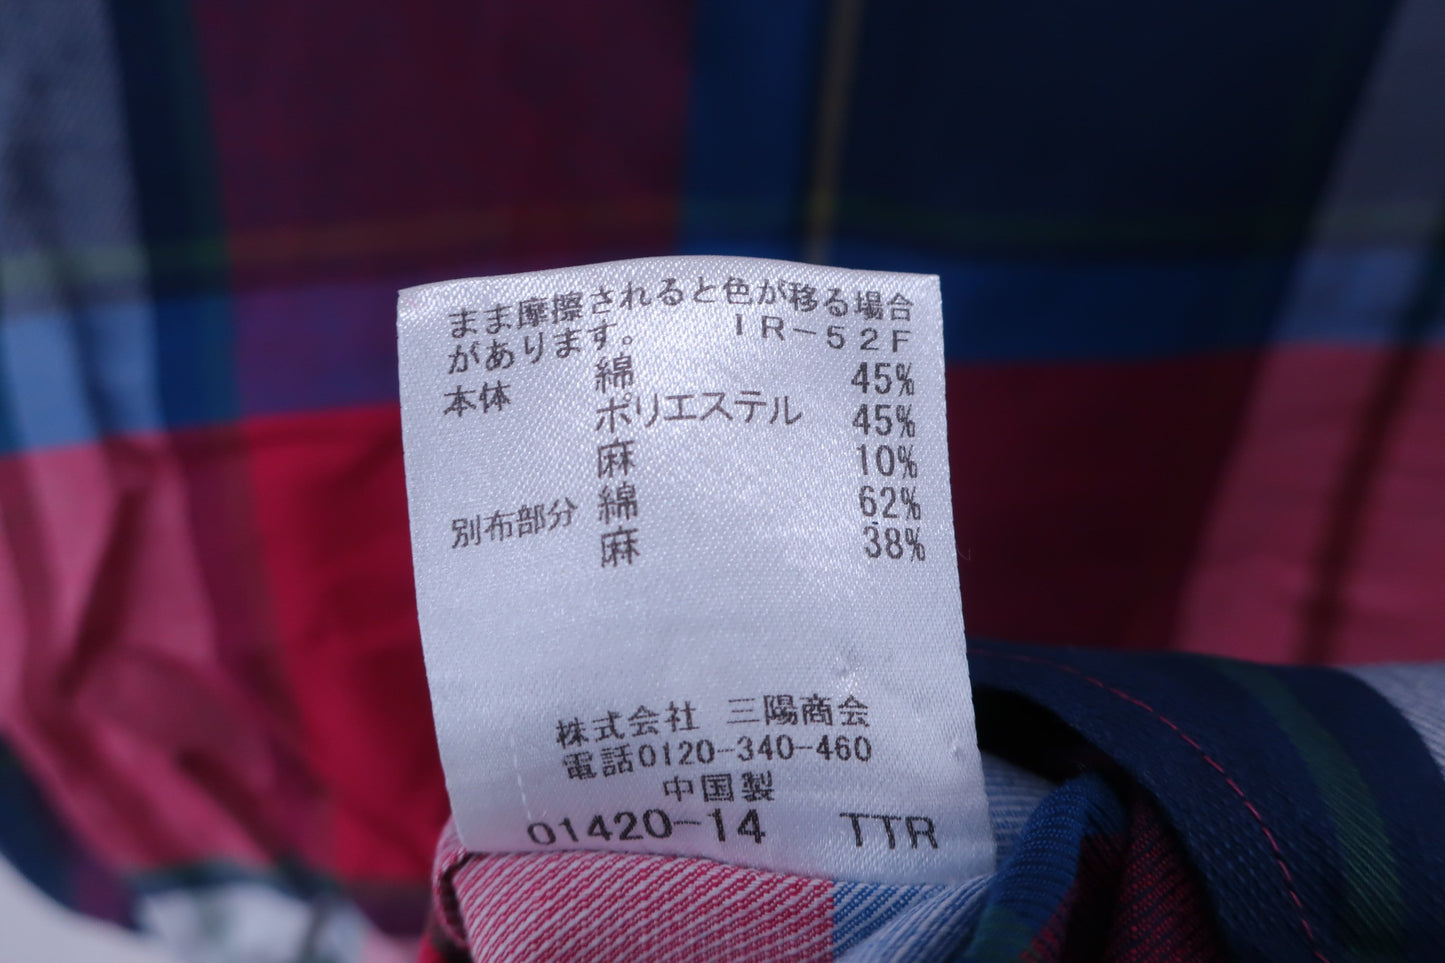 まま摩擦されると色が移る場合
があります。 IR-52F
本体 綿 45%
ポリエステル 45%
麻 10%
別布部分 綿 62%
麻 38%
株式会社 三陽商会
電話0120-340-460
中国製
01420-14 TTR